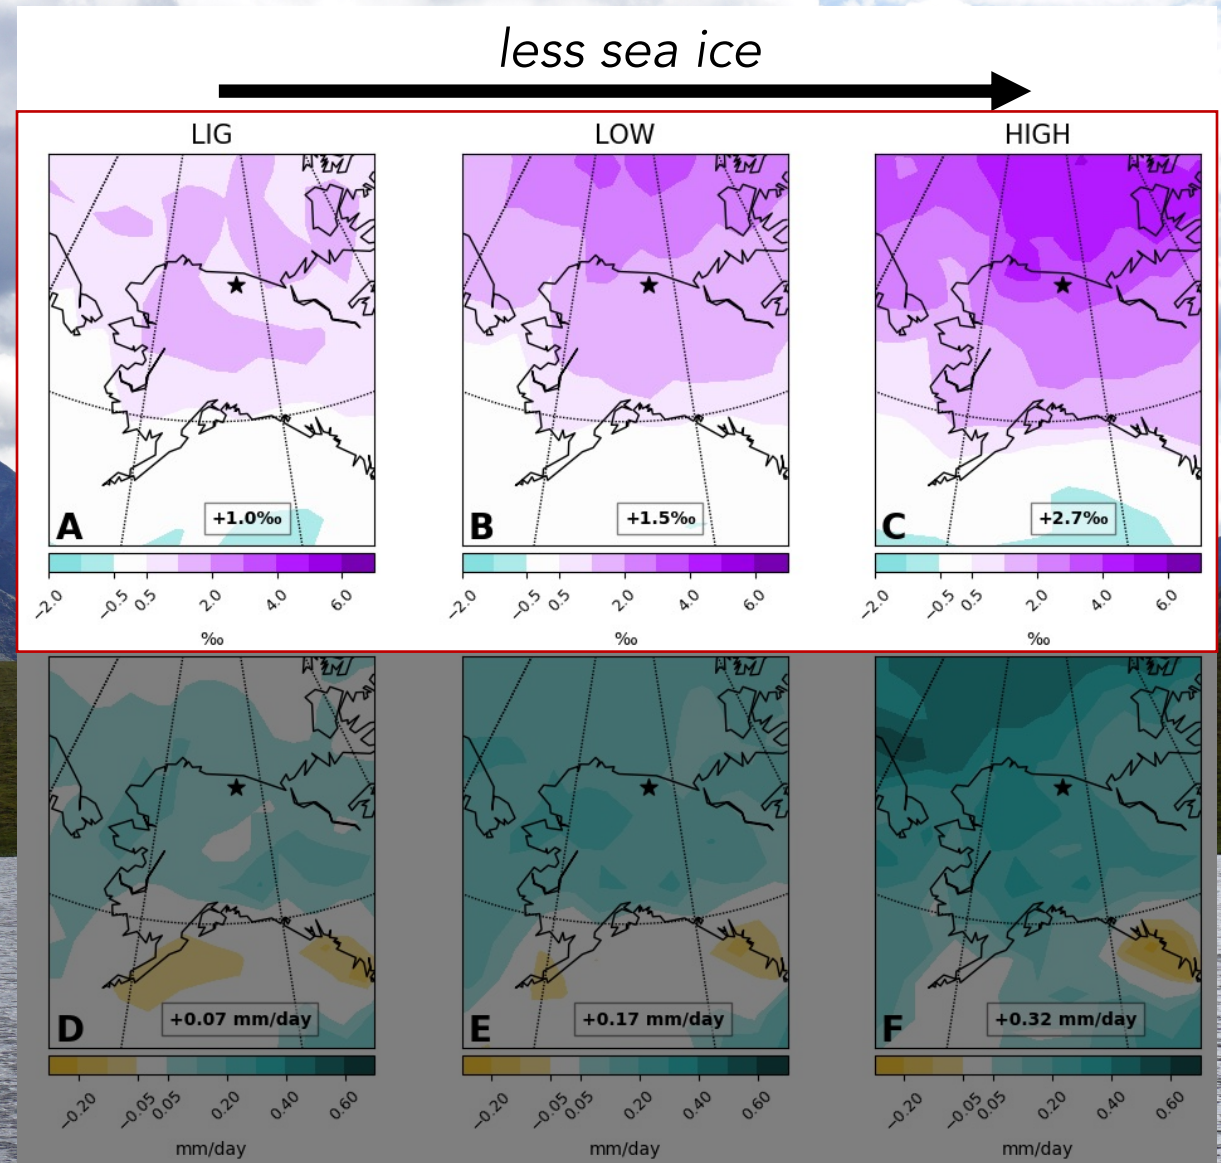 less sea ice
LIG LOW HIGH
A +1.0‰ B +1.5‰ C +2.7‰
−2.0 −0.5 0.5 2.0 4.0 6.0 −2.0 −0.5 0.5 2.0 4.0 6.0 −2.0 −0.5 0.5 2.0 4.0 6.0
‰ ‰ ‰
D +0.07 mm/day E +0.17 mm/day F +0.32 mm/day
−0.20 −0.05 0.05 0.20 0.40 0.60 −0.20 −0.05 0.05 0.20 0.40 0.60 −0.20 −0.05 0.05 0.20 0.40 0.60
mm/day mm/day mm/day